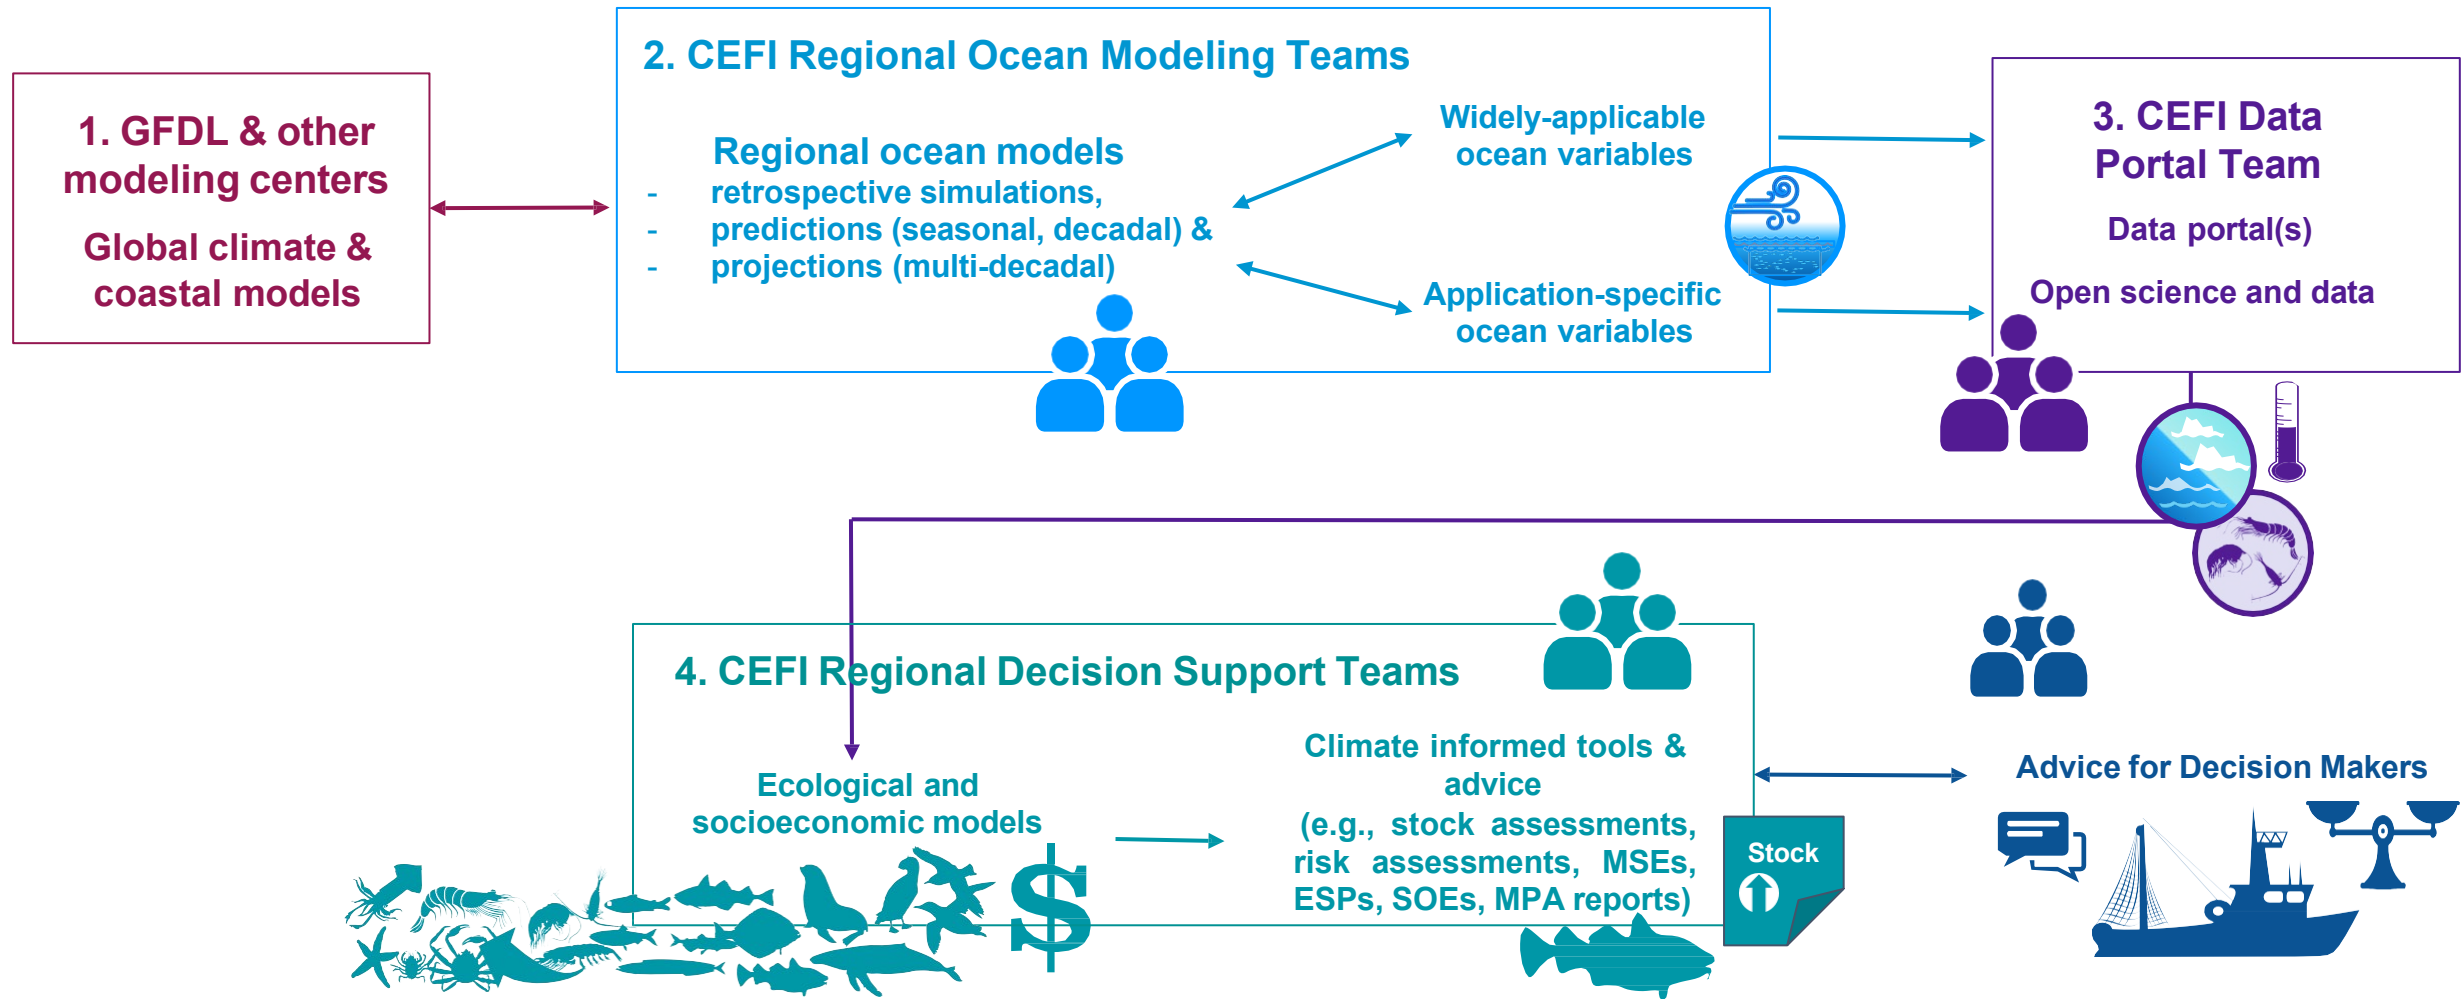 1. GFDL & other
modeling centers
Global climate &
coastal models
2. CEFI Regional Ocean Modeling Teams
Regional ocean models
- retrospective simulations,
- predictions (seasonal, decadal) &
- projections (multi-decadal)
Widely-applicable
ocean variables
Application-specific
ocean variables
3. CEFI Data
Portal Team
Data portal(s)
Open science and data
4. CEFI Regional Decision Support Teams
Ecological and
socioeconomic models
Climate informed tools &
advice
(e.g., stock assessments,
risk assessments, MSEs,
ESPs, SOEs, MPA reports)
Stock
Advice for Decision Makers